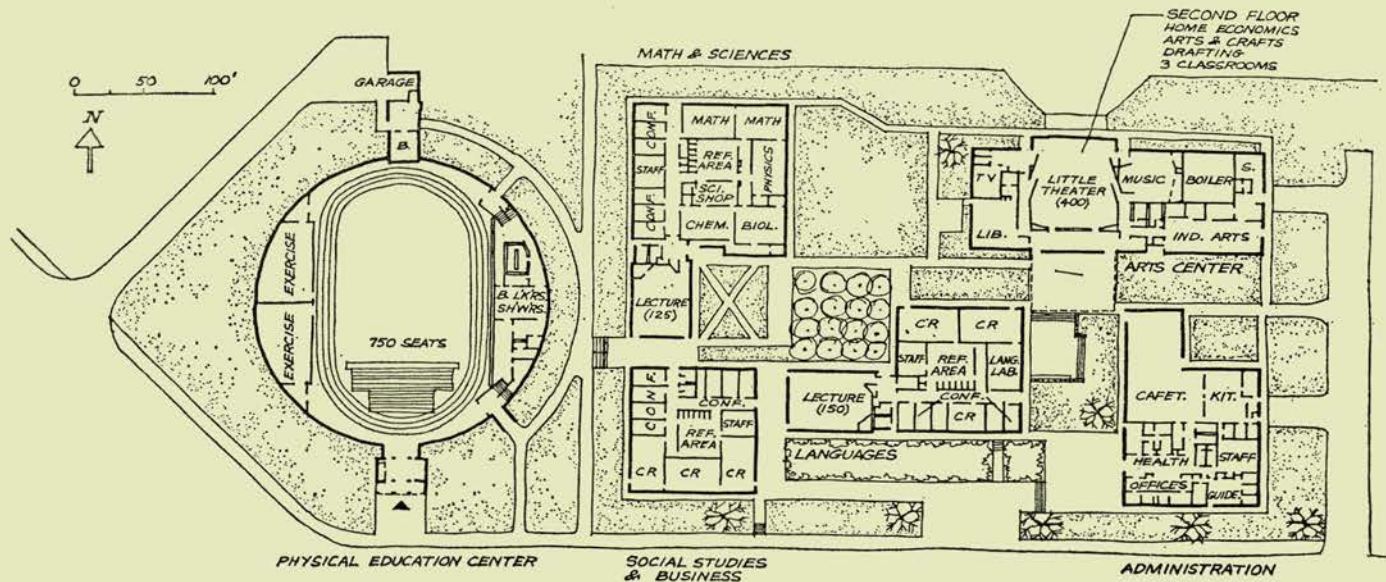 SECOND FLOOR
HOME ECONOMICS
ARTS & CRAFTS
DRAFTING
3 CLASSROOMS
MATH & SCIENCES
0 50 100'
N
GARAGE
B.
EXERCISE
EXERCISE
750 SEATS
B. LK'RS.
SH'WRS.
CONF.
STAFF
CONF.
MATH
MATH
REF.
AREA
PHYSICS
SCI.
SHOP
CHEM.
BIOL.
LECTURE
(125)
TV
LITTLE
THEATER
(400)
MUSIC
BOILER
S.
LIB.
IND. ARTS
ARTS CENTER
CR
CR
STAFF
REF.
AREA
LANG.
LAB.
CONF.
CR
LECTURE
(150)
LANGUAGES
CONF.
CONF.
REF.
AREA
STAFF
CR
CR
CR
CAFET.
KIT.
HEALTH
STAFF
OFFICES
GUIDE.
PHYSICAL EDUCATION CENTER
SOCIAL STUDIES
& BUSINESS
ADMINISTRATION